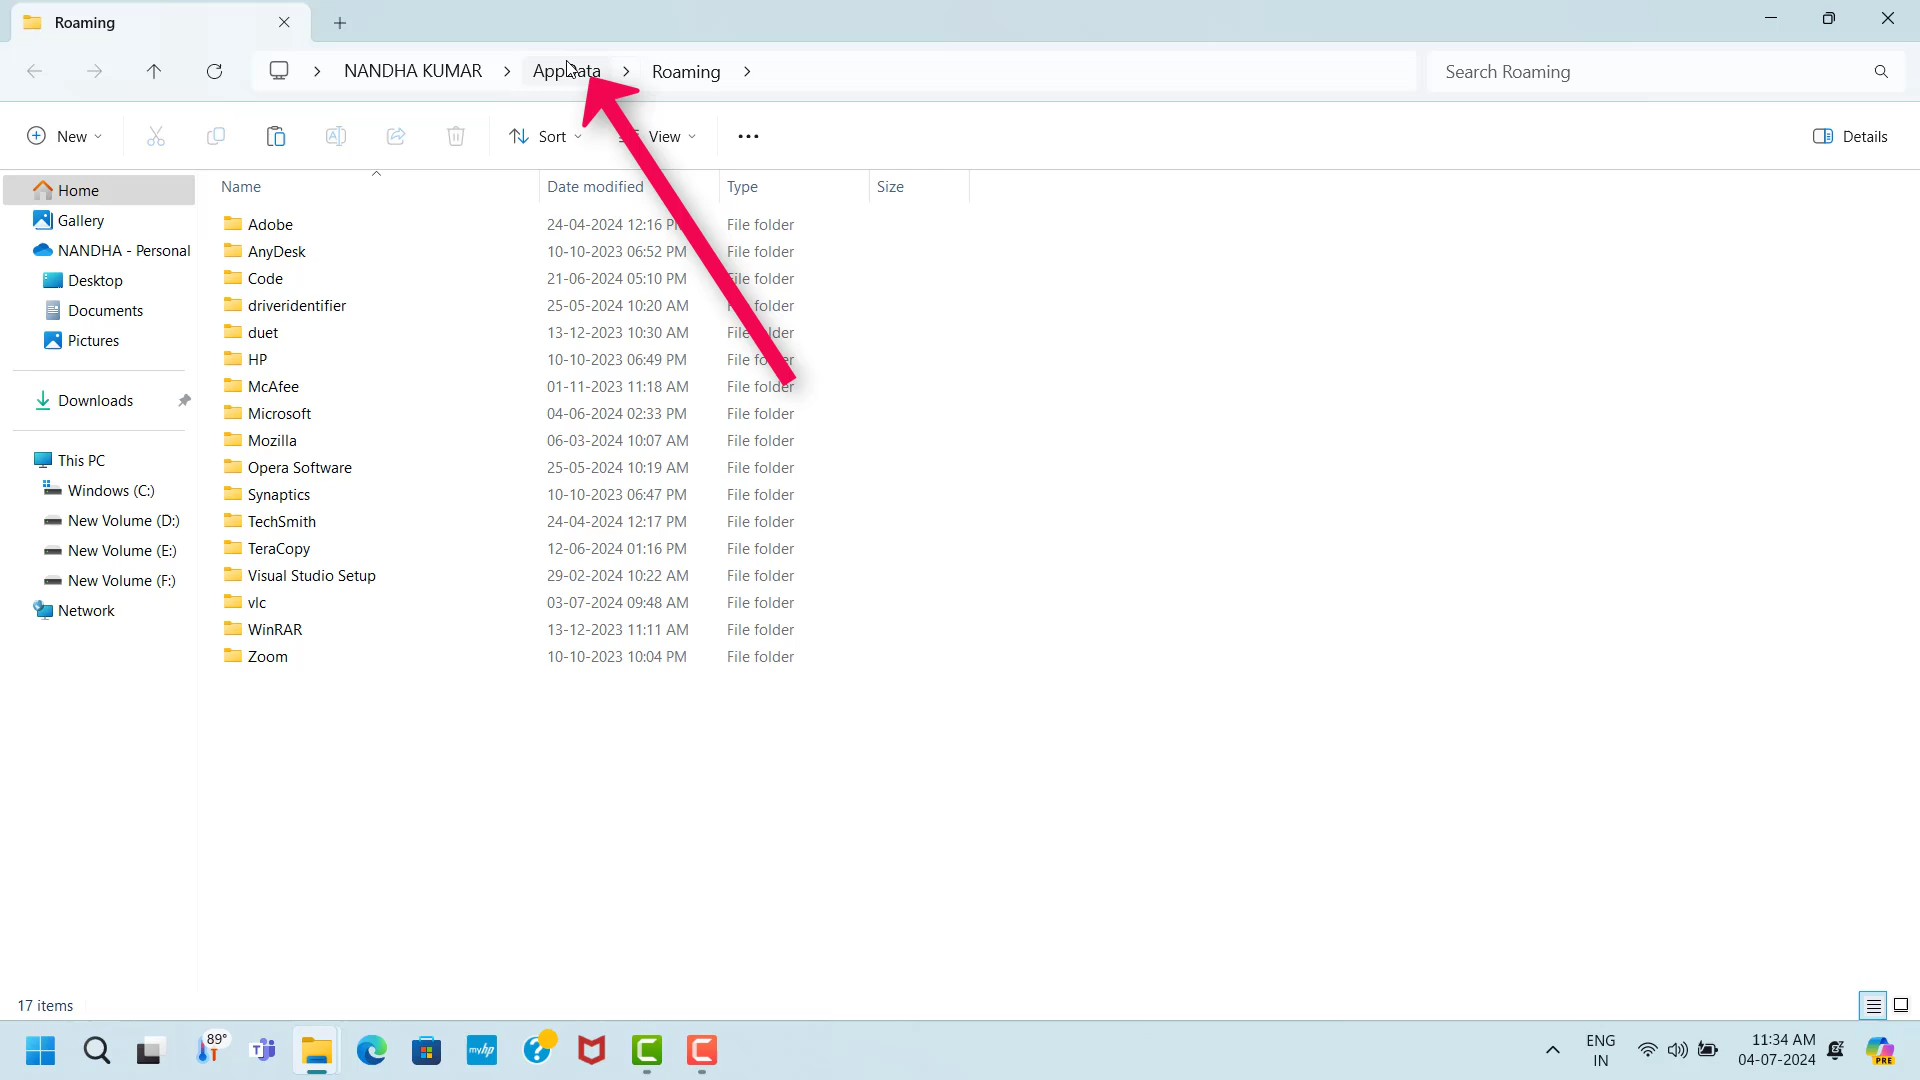 Roaming
NANDHA KUMAR AppData Roaming Search Roaming
New Sort View Details
Name Date modified Type Size
Home
Gallery
NANDHA - Personal
Desktop
Documents
Pictures
Downloads
This PC
Windows (C:)
New Volume (D:)
New Volume (E:)
New Volume (F:)
Network
Adobe 24-04-2024 12:16 PM File folder
AnyDesk 10-10-2023 06:52 PM File folder
Code 21-06-2024 05:10 PM File folder
driveridentifier 25-05-2024 10:20 AM File folder
duet 13-12-2023 10:30 AM File folder
HP 10-10-2023 06:49 PM File folder
McAfee 01-11-2023 11:18 AM File folder
Microsoft 04-06-2024 02:33 PM File folder
Mozilla 06-03-2024 10:07 AM File folder
Opera Software 25-05-2024 10:19 AM File folder
Synaptics 10-10-2023 06:47 PM File folder
TechSmith 24-04-2024 12:17 PM File folder
TeraCopy 12-06-2024 01:16 PM File folder
Visual Studio Setup 29-02-2024 10:22 AM File folder
vlc 03-07-2024 09:48 AM File folder
WinRAR 13-12-2023 11:11 AM File folder
Zoom 10-10-2023 10:04 PM File folder
17 items
89°
myhp
ENG
IN
11:34 AM
04-07-2024
PRE